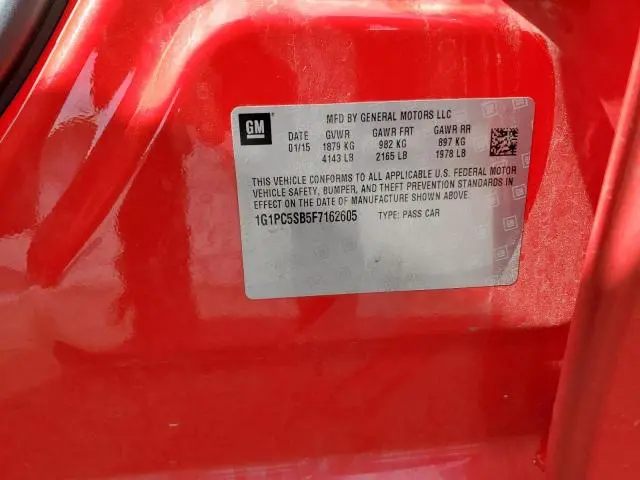 GM
MFD BY GENERAL MOTORS LLC
DATE GVWR GAWR FRT GAWR RR
01/15 1879 KG 982 KG 897 KG
4143 LB 2165 LB 1978 LB
THIS VEHICLE CONFORMS TO ALL APPLICABLE U.S. FEDERAL MOTOR
VEHICLE SAFETY, BUMPER, AND THEFT PREVENTION STANDARDS IN
EFFECT ON THE DATE OF MANUFACTURE SHOWN ABOVE.
1G1PC5SB5F7162605 TYPE: PASS CAR